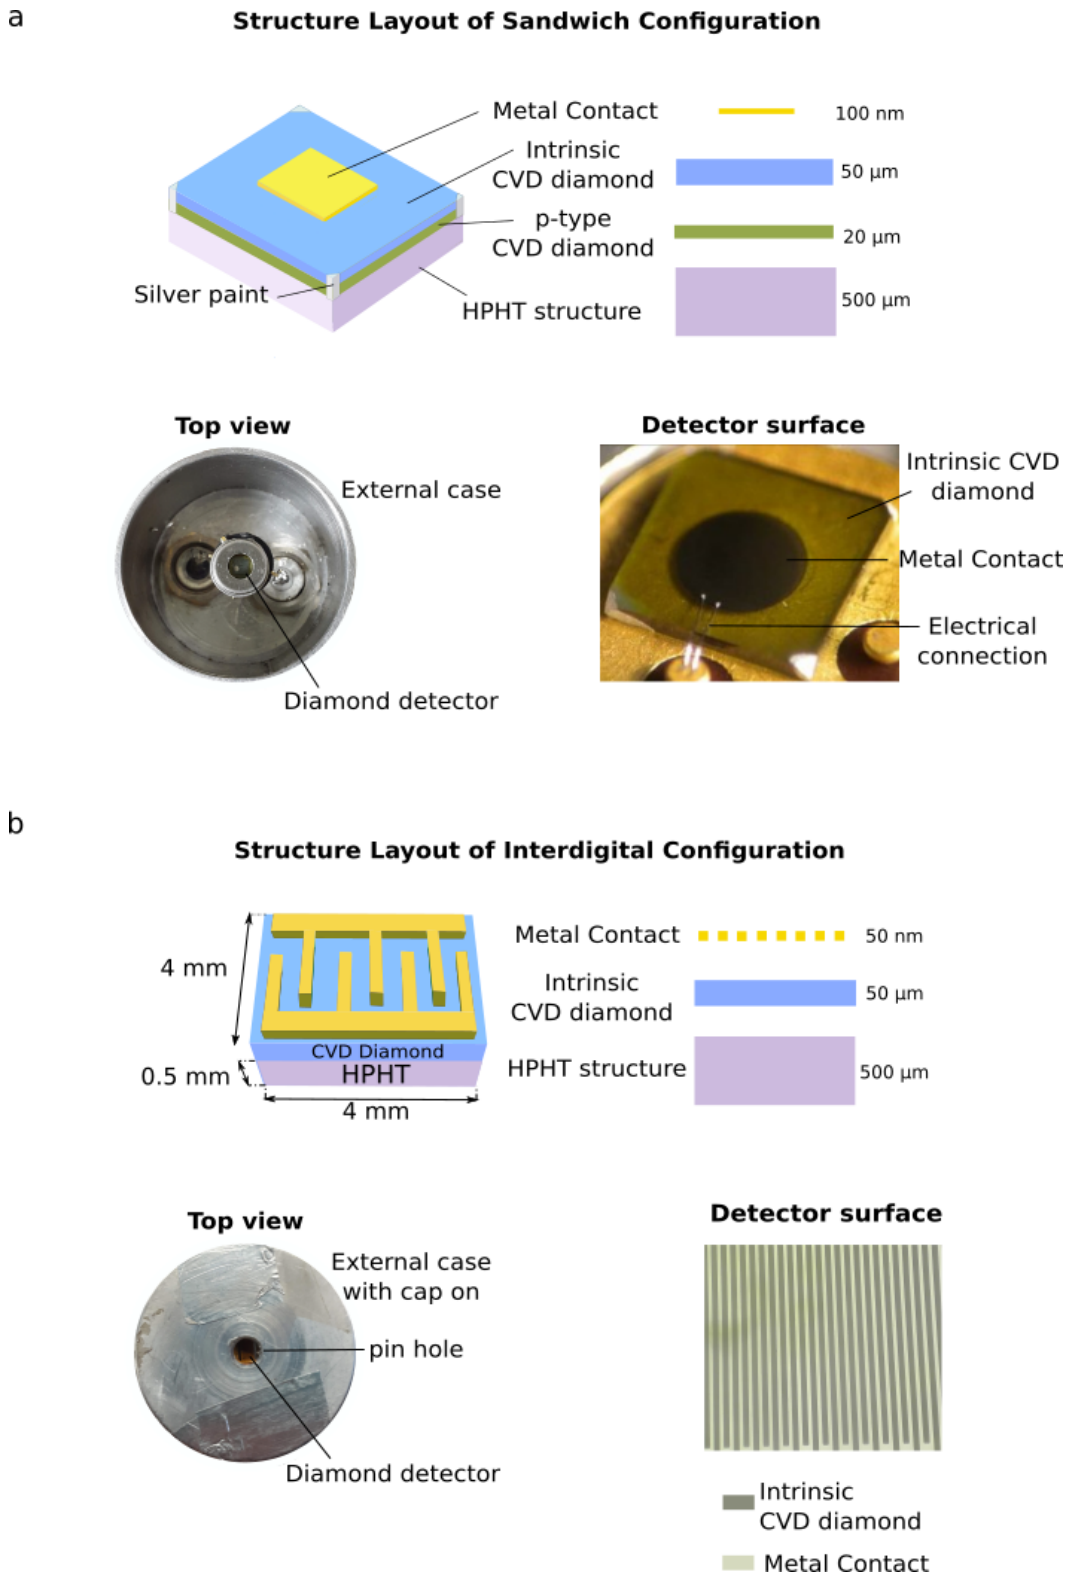 a
Structure Layout of Sandwich Configuration
Metal Contact
100 nm
Intrinsic
CVD diamond
50 μm
p-type
CVD diamond
20 μm
Silver paint
HPHT structure
500 μm
Top view
External case
Diamond detector
Detector surface
Intrinsic CVD
diamond
Metal Contact
Electrical
connection
b
Structure Layout of Interdigital Configuration
4 mm
CVD Diamond
HPHT
0.5 mm
4 mm
Metal Contact
50 nm
Intrinsic
CVD diamond
50 μm
HPHT structure
500 μm
Top view
External case
with cap on
pin hole
Diamond detector
Detector surface
Intrinsic
CVD diamond
Metal Contact